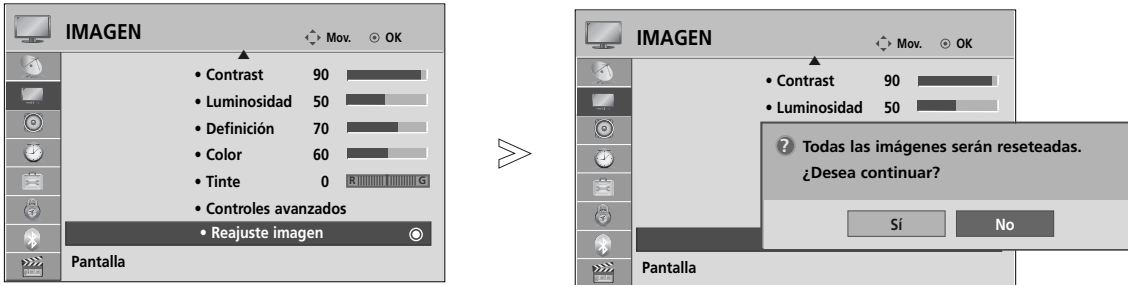 IMAGEN
Mov. OK
• Contrast 90
• Luminosidad 50
• Definición 70
• Color 60
• Tinte 0 R G
• Controles avanzados
• Reajuste imagen
Pantalla
IMAGEN
Mov. OK
• Contrast 90
• Luminosidad 50
? Todas las imágenes serán reseteadas.
¿Desea continuar?
Sí No
Pantalla